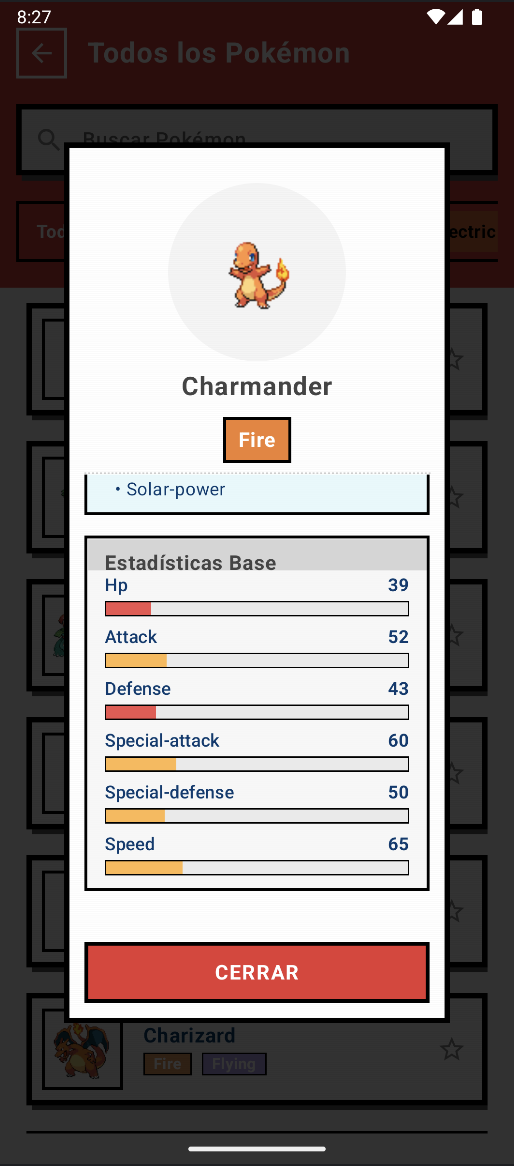 8:27
Todos los Pokémon
Buscar Pokémon
Tod
ectric
Charmander
Fire
• Solar-power
Estadísticas Base
Hp 39
Attack 52
Defense 43
Special-attack 60
Special-defense 50
Speed 65
CERRAR
Charizard
Fire Flying